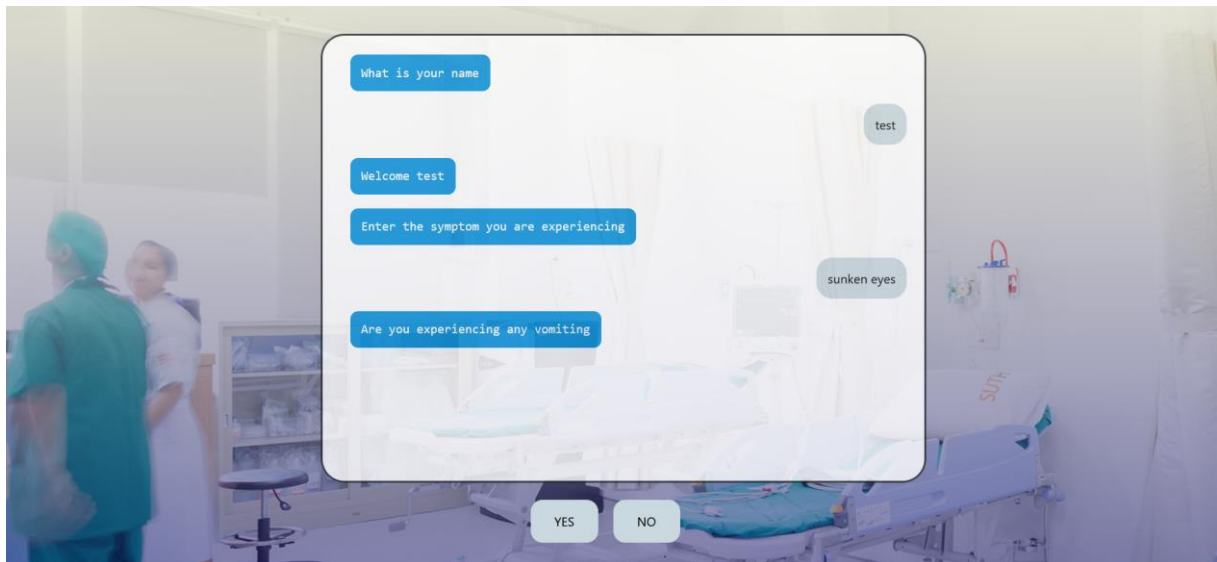 What is your name
test
Welcome test
Enter the symptom you are experiencing
sunken eyes
Are you experiencing any vomiting
SUTH
YES
NO